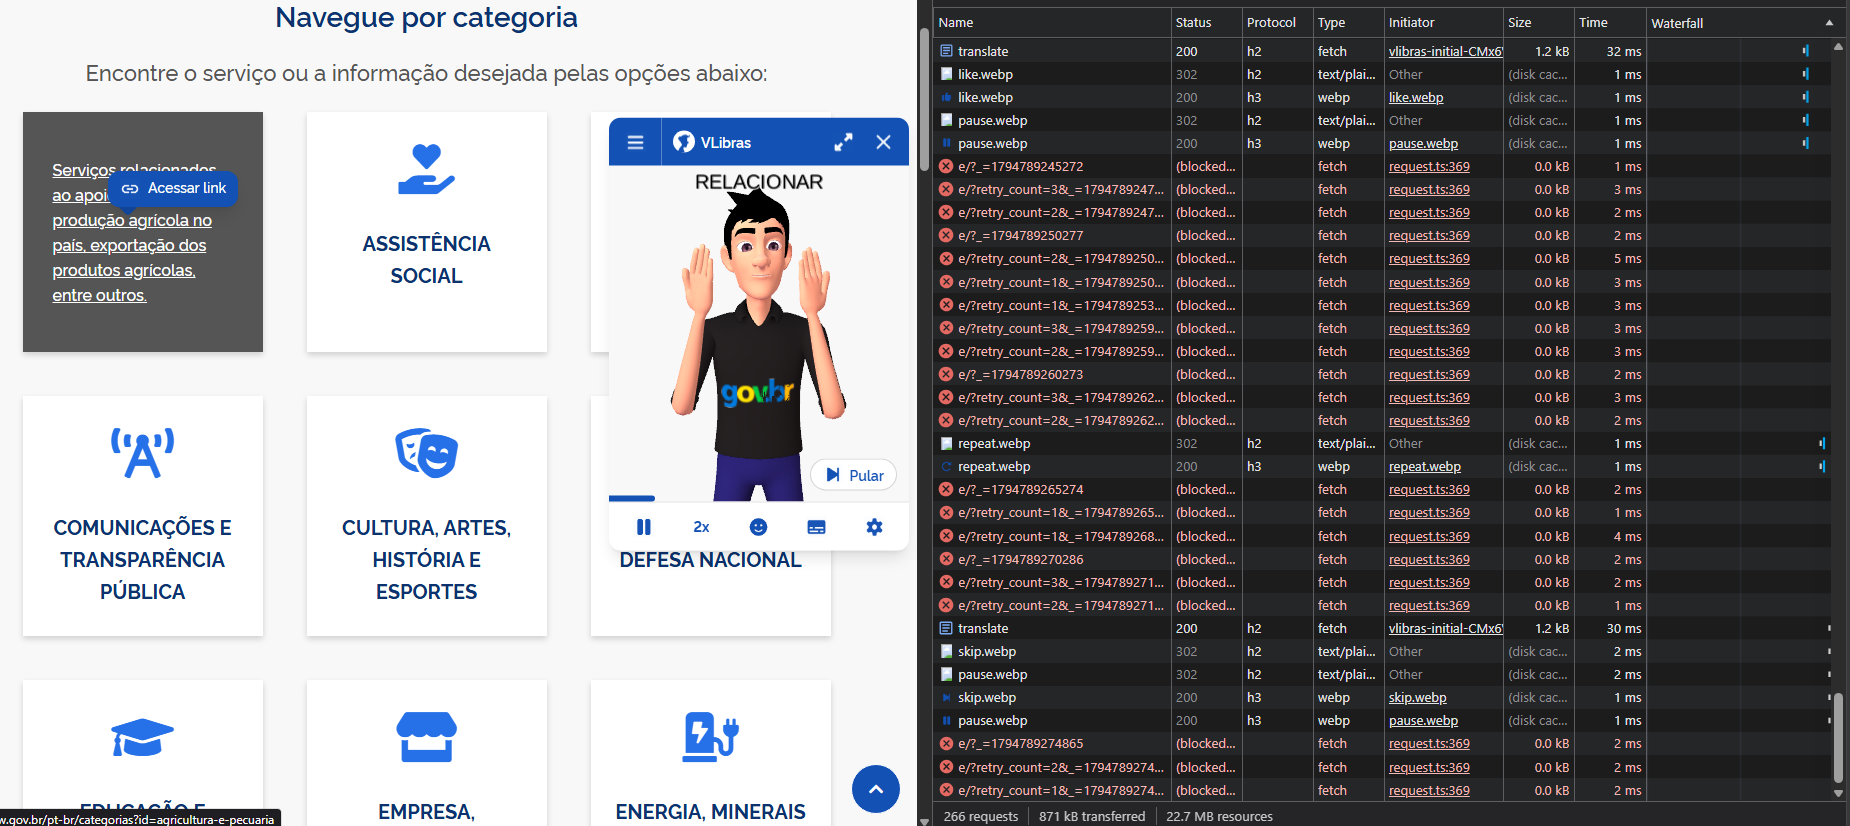 Navegue por categoria
Encontre o serviço ou a informação desejada pelas opções abaixo:
Serviços relacionados
ao apoi
produção agrícola no
país, exportação dos
produtos agrícolas,
entre outros.
Acessar link
ASSISTÊNCIA
SOCIAL
VLibras
RELACIONAR
gov.br
Pular
2x
COMUNICAÇÕES E
TRANSPARÊNCIA
PÚBLICA
CULTURA, ARTES,
HISTÓRIA E
ESPORTES
DEFESA NACIONAL
EDUCAÇÃO E
EMPRESA,
ENERGIA, MINERAIS
w.gov.br/pt-br/categorias?id=agricultura-e-pecuaria
Name Status Protocol Type Initiator Size Time Waterfall
translate 200 h2 fetch vlibras-initial-CMx6 1.2 kB 32 ms
like.webp 302 h2 text/plai... Other (disk cac... 1 ms
like.webp 200 h3 webp like.webp (disk cac... 1 ms
pause.webp 302 h2 text/plai... Other (disk cac... 1 ms
pause.webp 200 h3 webp pause.webp (disk cac... 1 ms
e/?_=1794789245272 (blocked... fetch request.ts:369 0.0 kB 1 ms
e/?retry_count=3&_=1794789247... (blocked... fetch request.ts:369 0.0 kB 3 ms
e/?retry_count=2&_=1794789247... (blocked... fetch request.ts:369 0.0 kB 2 ms
e/?_=1794789250277 (blocked... fetch request.ts:369 0.0 kB 2 ms
e/?retry_count=2&_=1794789250... (blocked... fetch request.ts:369 0.0 kB 5 ms
e/?retry_count=1&_=1794789250... (blocked... fetch request.ts:369 0.0 kB 3 ms
e/?retry_count=1&_=1794789253... (blocked... fetch request.ts:369 0.0 kB 3 ms
e/?retry_count=3&_=1794789259... (blocked... fetch request.ts:369 0.0 kB 3 ms
e/?retry_count=2&_=1794789259... (blocked... fetch request.ts:369 0.0 kB 3 ms
e/?_=1794789260273 (blocked... fetch request.ts:369 0.0 kB 2 ms
e/?retry_count=3&_=1794789262... (blocked... fetch request.ts:369 0.0 kB 3 ms
e/?retry_count=2&_=1794789262... (blocked... fetch request.ts:369 0.0 kB 2 ms
repeat.webp 302 h2 text/plai... Other (disk cac... 1 ms
repeat.webp 200 h3 webp repeat.webp (disk cac... 1 ms
e/?_=1794789265274 (blocked... fetch request.ts:369 0.0 kB 2 ms
e/?retry_count=1&_=1794789265... (blocked... fetch request.ts:369 0.0 kB 1 ms
e/?retry_count=1&_=1794789268... (blocked... fetch request.ts:369 0.0 kB 4 ms
e/?_=1794789270286 (blocked... fetch request.ts:369 0.0 kB 2 ms
e/?retry_count=3&_=1794789271... (blocked... fetch request.ts:369 0.0 kB 2 ms
e/?retry_count=2&_=1794789271... (blocked... fetch request.ts:369 0.0 kB 1 ms
translate 200 h2 fetch vlibras-initial-CMx6 1.2 kB 30 ms
skip.webp 302 h2 text/plai... Other (disk cac... 2 ms
pause.webp 302 h2 text/plai... Other (disk cac... 2 ms
skip.webp 200 h3 webp skip.webp (disk cac... 1 ms
pause.webp 200 h3 webp pause.webp (disk cac... 1 ms
e/?_=1794789274865 (blocked... fetch request.ts:369 0.0 kB 2 ms
e/?retry_count=2&_=1794789274... (blocked... fetch request.ts:369 0.0 kB 2 ms
e/?retry_count=1&_=1794789274... (blocked... fetch request.ts:369 0.0 kB 1 ms
266 requests 871 kB transferred 22.7 MB resources